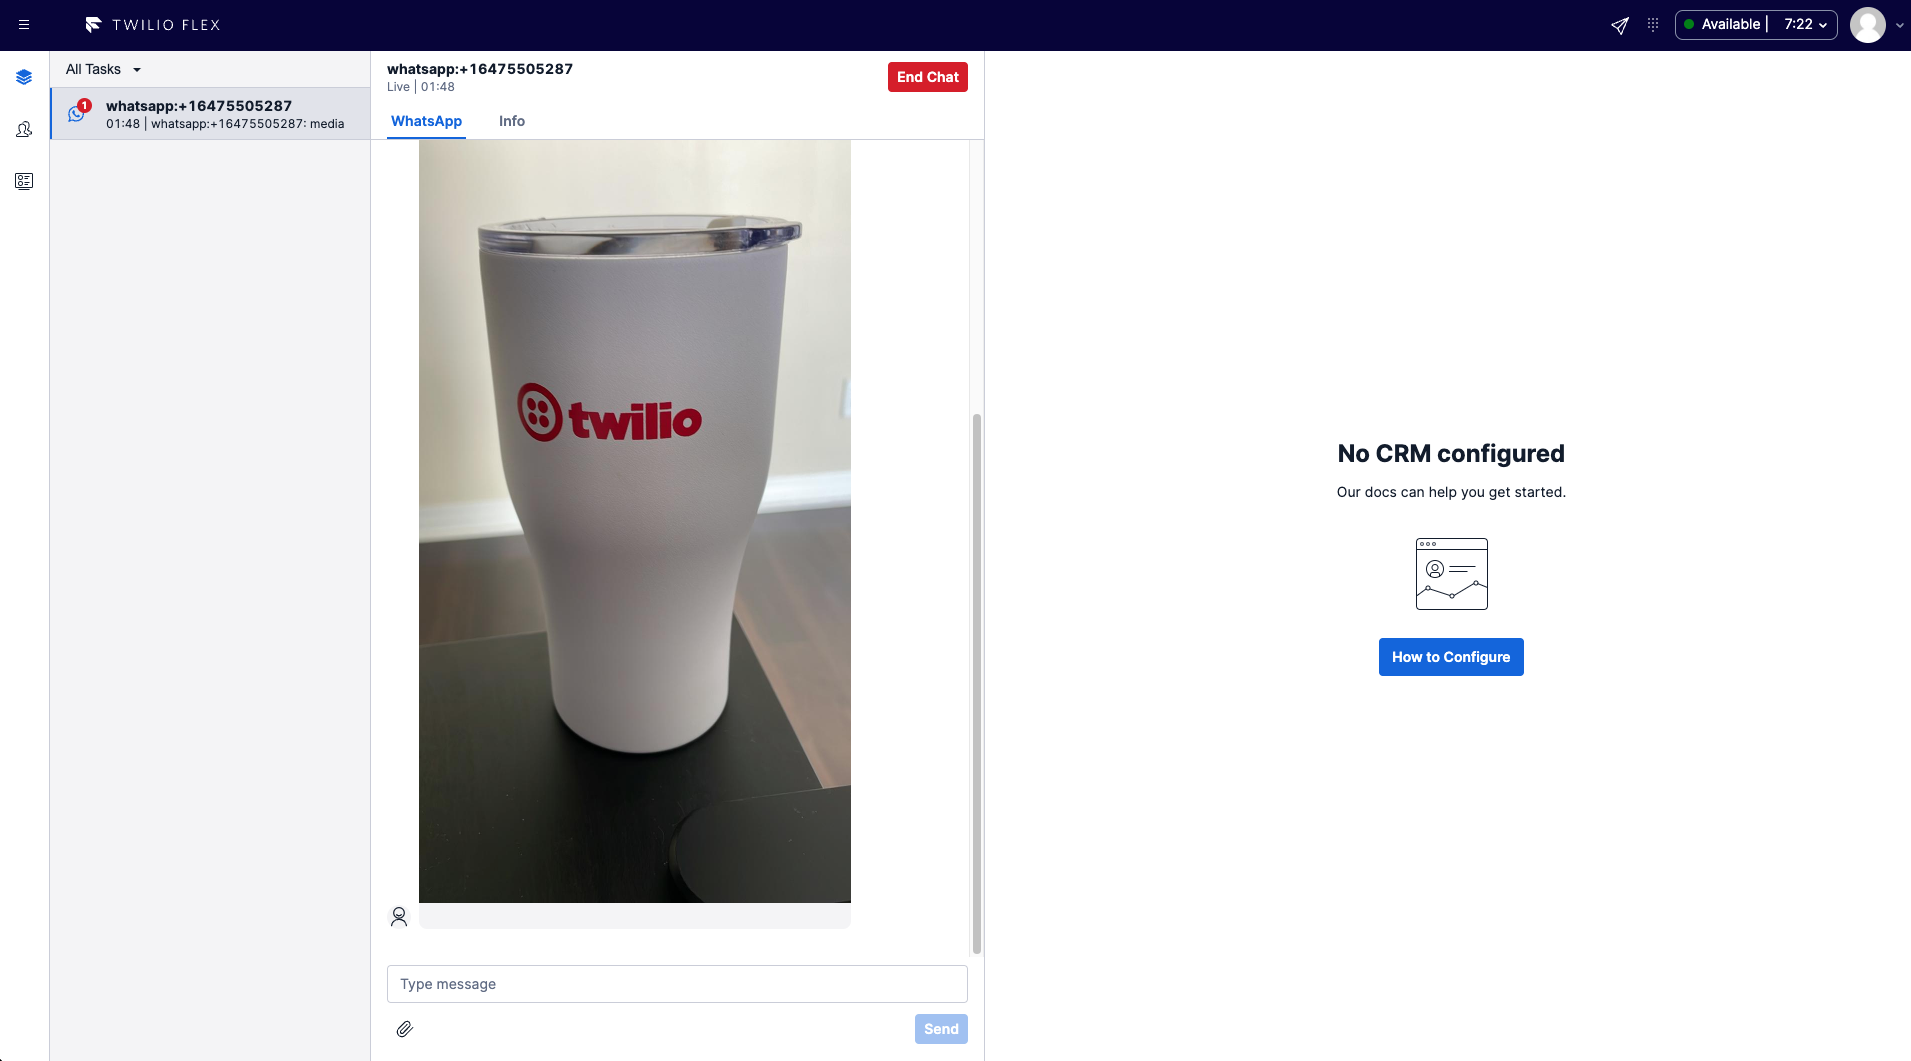 TWILIO FLEX
Available | 7:22
All Tasks
1
whatsapp:+16475505287
01:48 | whatsapp:+16475505287: media
whatsapp:+16475505287
Live | 01:48
End Chat
WhatsApp
Info
twilio
Type message
Send
No CRM configured
Our docs can help you get started.
How to Configure